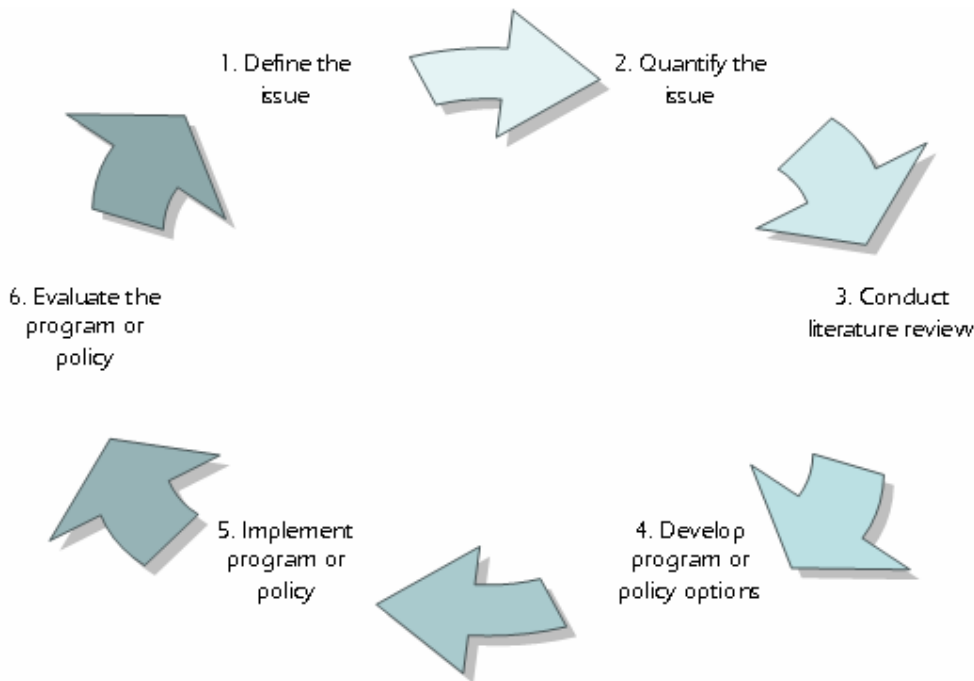 1. Define the
issue
2. Quantify the
issue
3. Conduct
literature review
4. Develop
program or
policy options
5. Implement
program or
policy
6. Evaluate the
program or
policy